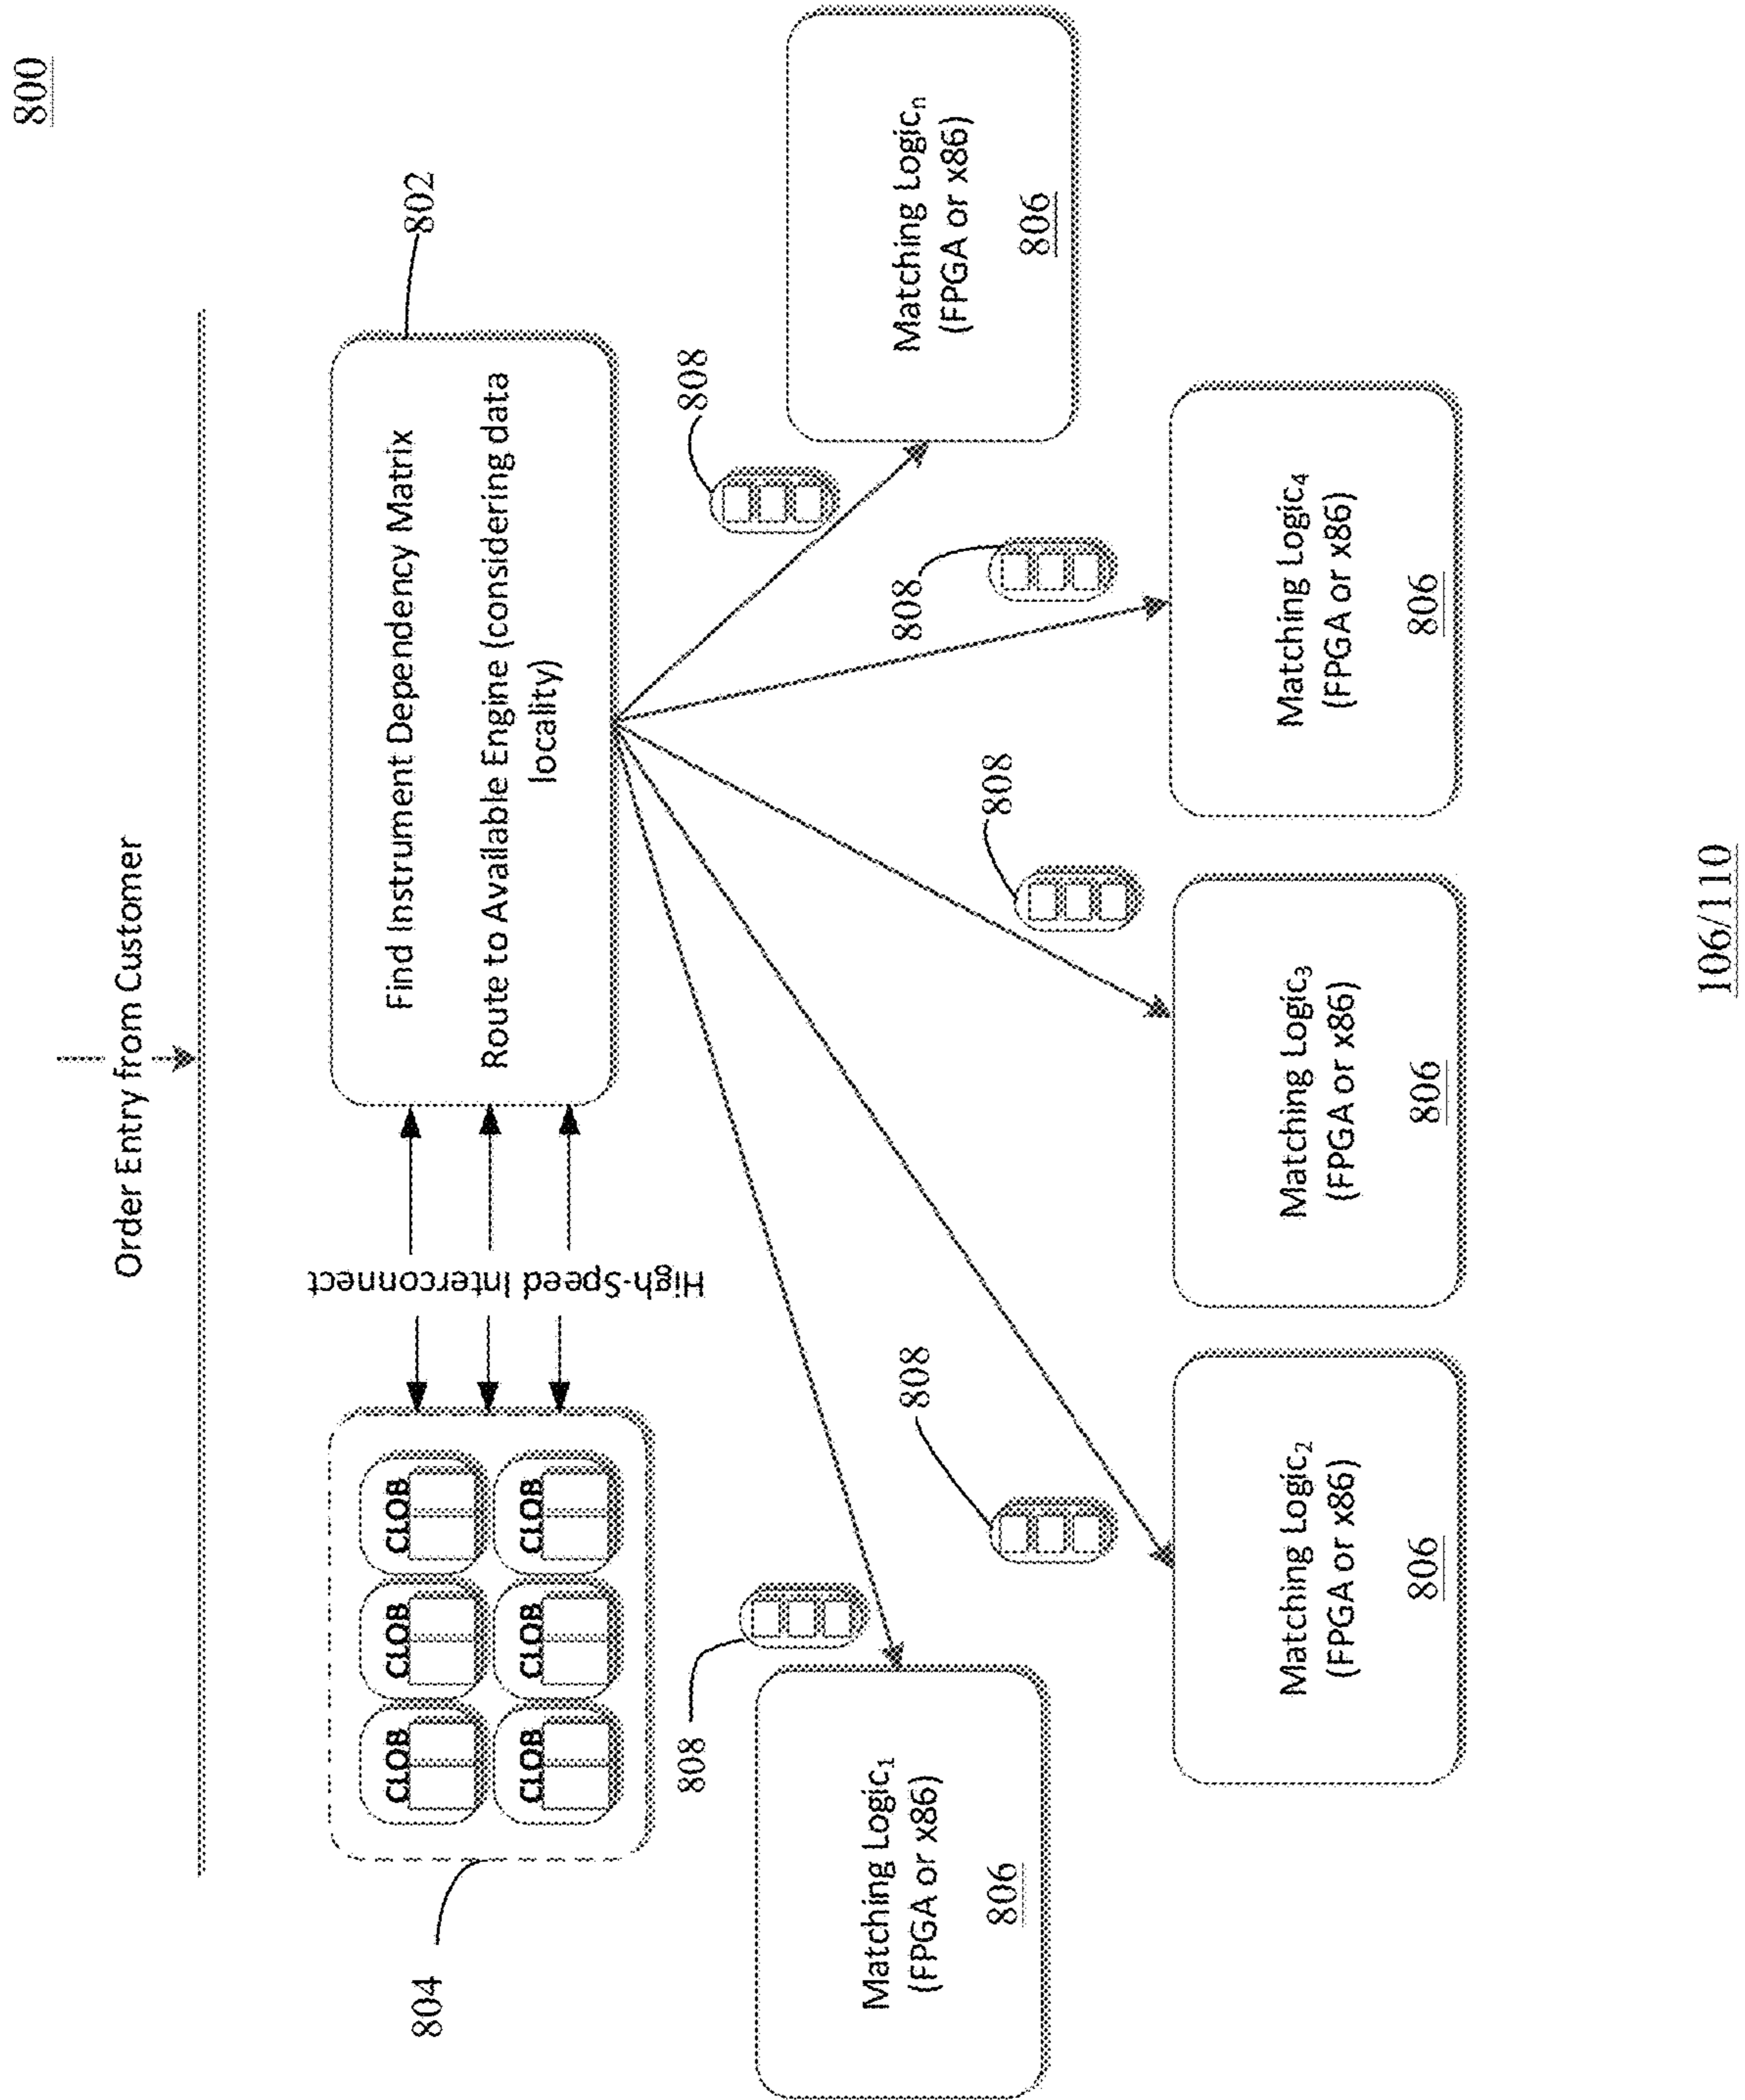 800
Order Entry from Customer
802
Find Instrument Dependency Matrix
Route to Available Engine (considering data
locality)
High-Speed Interconnect
CLOB CLOB CLOB
CLOB CLOB CLOB
804
808
808
808
808
808
Matching Logic₁
(FPGA or x86)
806
Matching Logicₙ
(FPGA or x86)
806
Matching Logic₂
(FPGA or x86)
806
Matching Logic₃
(FPGA or x86)
806
Matching Logic₄
(FPGA or x86)
806
106/110